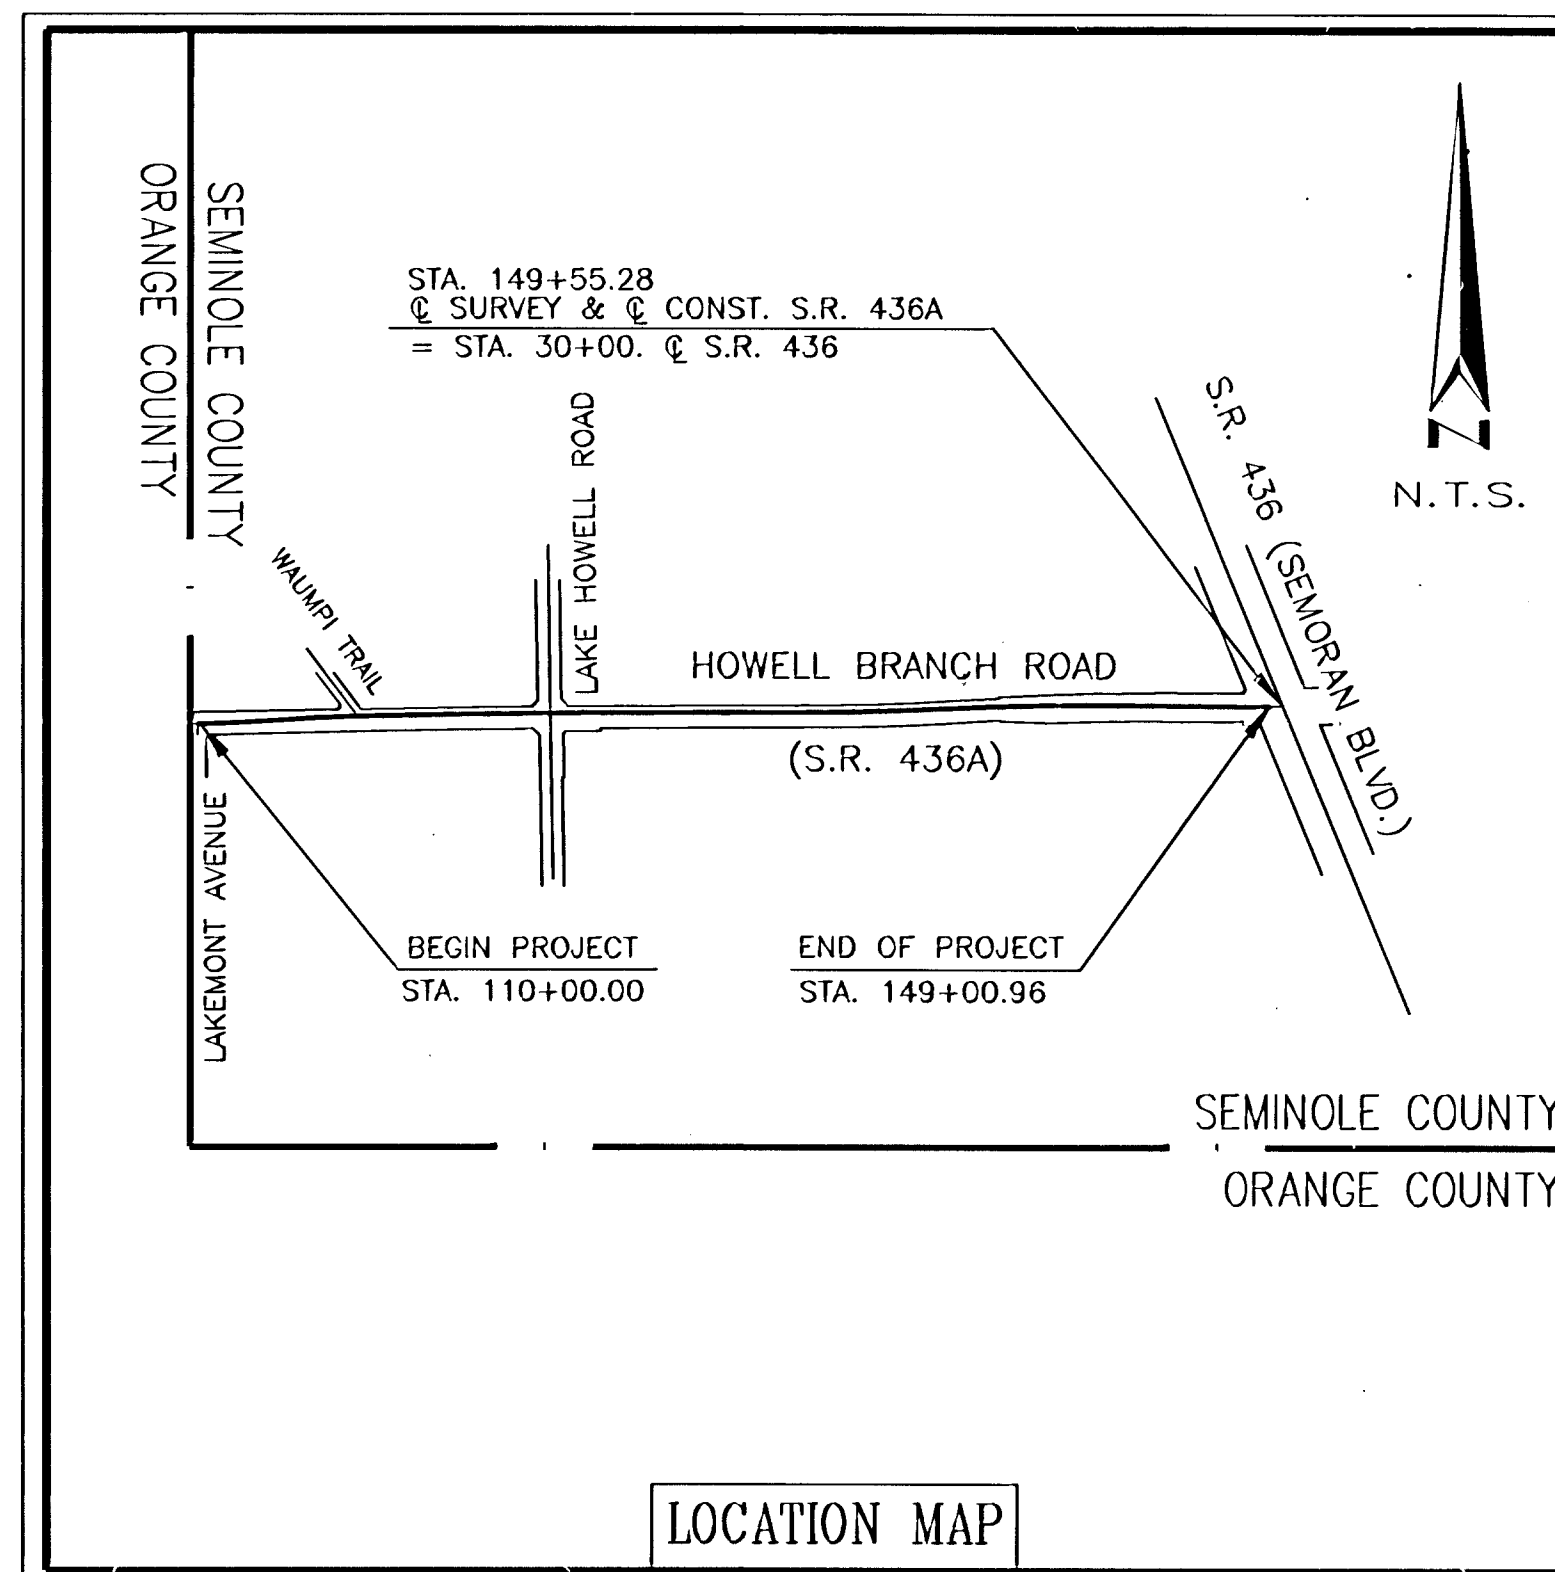 ORANGE COUNTY
SEMINOLE COUNTY
STA. 149+55.28
℄ SURVEY & ℄ CONST. S.R. 436A
= STA. 30+00. ℄ S.R. 436
N
N.T.S.
S.R. 436 (SEMORAN BLVD.)
WAUMPI TRAIL
LAKE HOWELL ROAD
HOWELL BRANCH ROAD
(S.R. 436A)
LAKEMONT AVENUE
BEGIN PROJECT
STA. 110+00.00
END OF PROJECT
STA. 149+00.96
SEMINOLE COUNTY
ORANGE COUNTY
LOCATION MAP